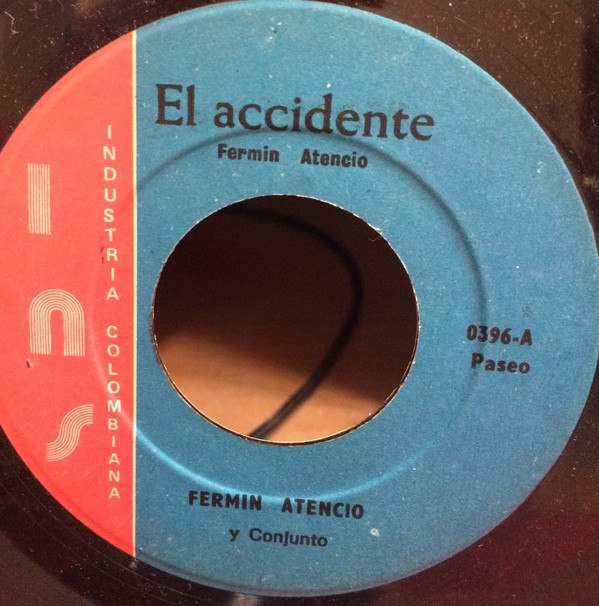 El accidente
Fermin Atencio
INS
INDUSTRIA COLOMBIANA
0396-A
Paseo
FERMIN ATENCIO
y Conjunto